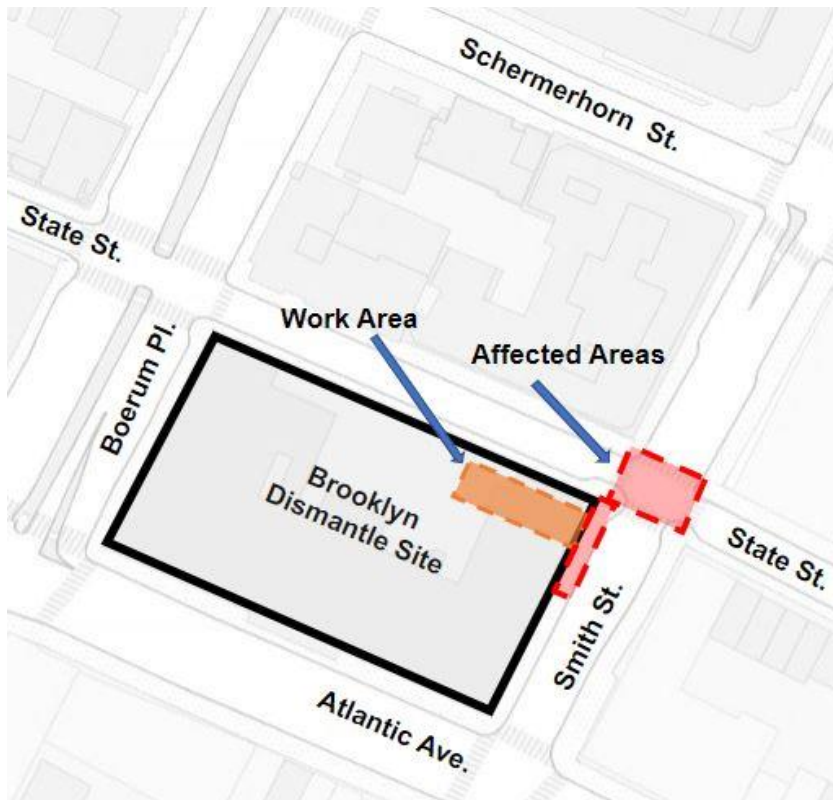 Schermerhorn St.
State St.
Work Area
Affected Areas
Boerum Pl.
Brooklyn
Dismantle Site
State St.
Smith St.
Atlantic Ave.